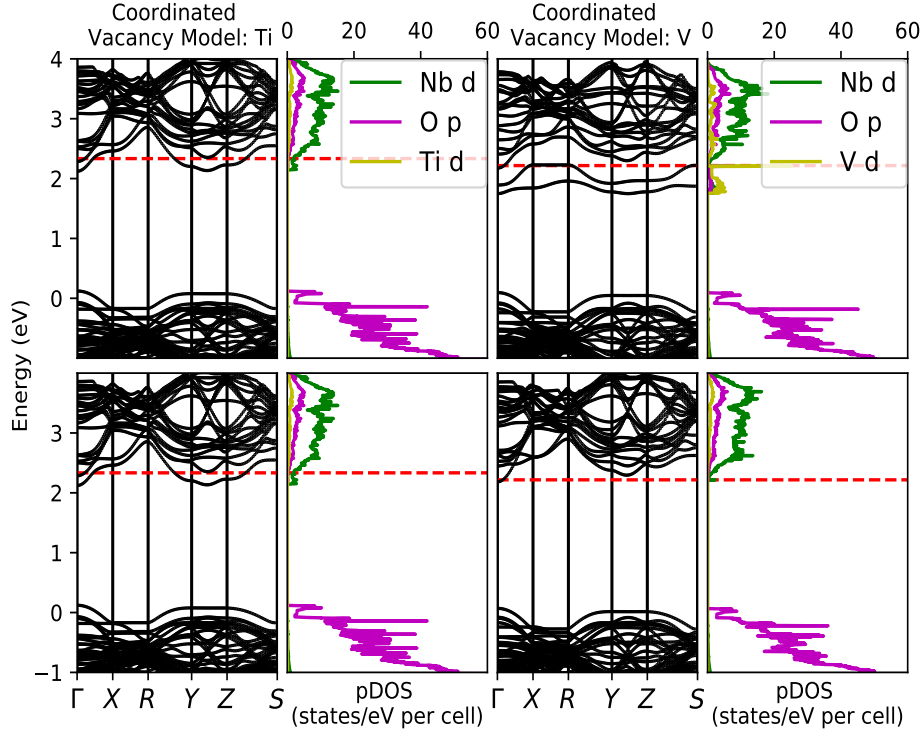 Coordinated
Vacancy Model: Ti
0 20 40 60
Coordinated
Vacancy Model: V
0 20 40 60
4
3
2
1
0
Nb d
O p
Ti d
Nb d
O p
V d
Energy (eV)
3
2
1
0
−1
Γ X R Y Z S
pDOS
(states/eV per cell)
Γ X R Y Z S
pDOS
(states/eV per cell)